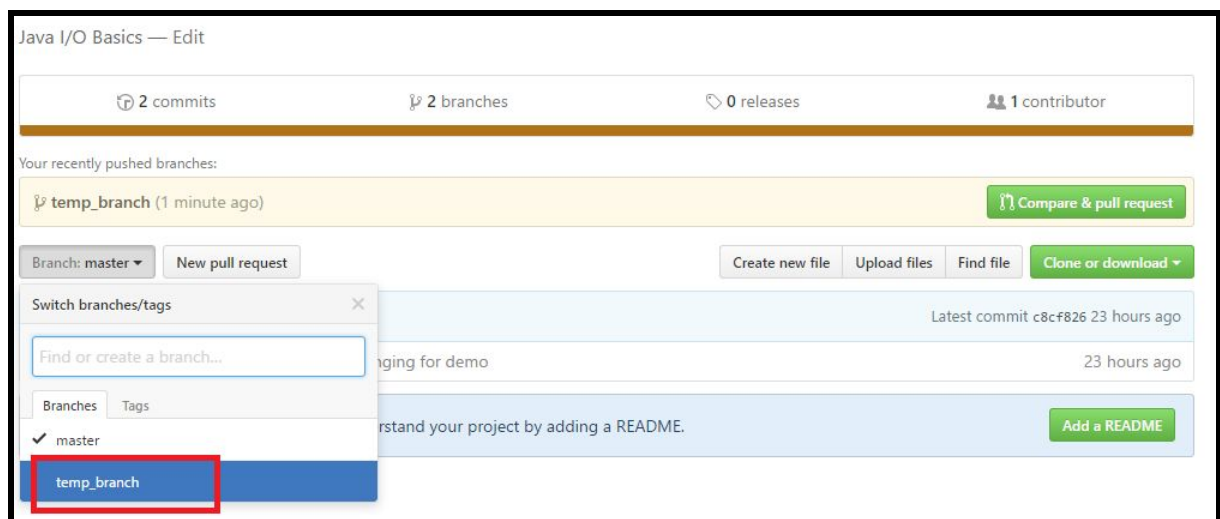 Java I/O Basics — Edit
2 commits 2 branches 0 releases 1 contributor
Your recently pushed branches:
temp_branch (1 minute ago) Compare & pull request
Branch: master New pull request Create new file Upload files Find file Clone or download
Switch branches/tags
Latest commit c8cf826 23 hours ago
Find or create a branch...
nging for demo 23 hours ago
Branches Tags
rstand your project by adding a README. Add a README
master
temp_branch